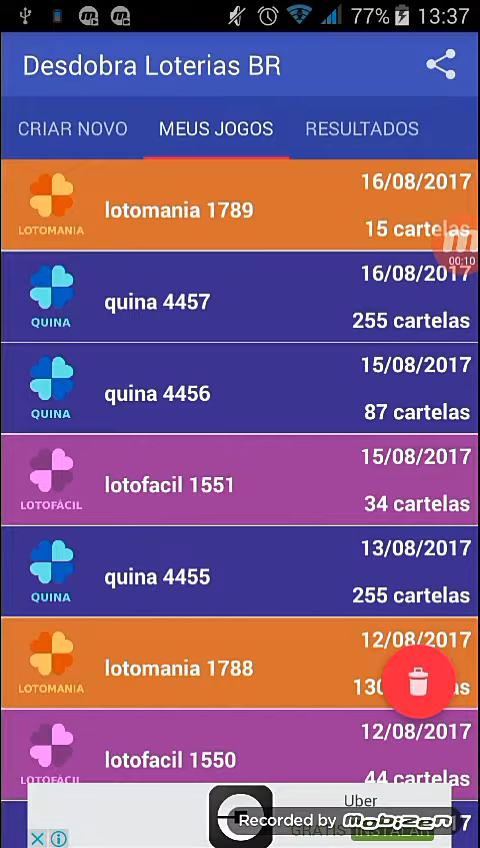 77% 13:37
Desdobra Loterias BR
CRIAR NOVO MEUS JOGOS RESULTADOS
16/08/2017
lotomania 1789
LOTOMANIA
15 cartelas
00:10
16/08/2017
quina 4457
QUINA
255 cartelas
15/08/2017
quina 4456
QUINA
87 cartelas
15/08/2017
lotofacil 1551
LOTOFÁCIL
34 cartelas
13/08/2017
quina 4455
QUINA
255 cartelas
12/08/2017
lotomania 1788
LOTOMANIA
12/08/2017
lotofacil 1550
LOTOFÁCIL
44 cartelas
Uber
Recorded by mobizen
GRÁTIS INSTALAR